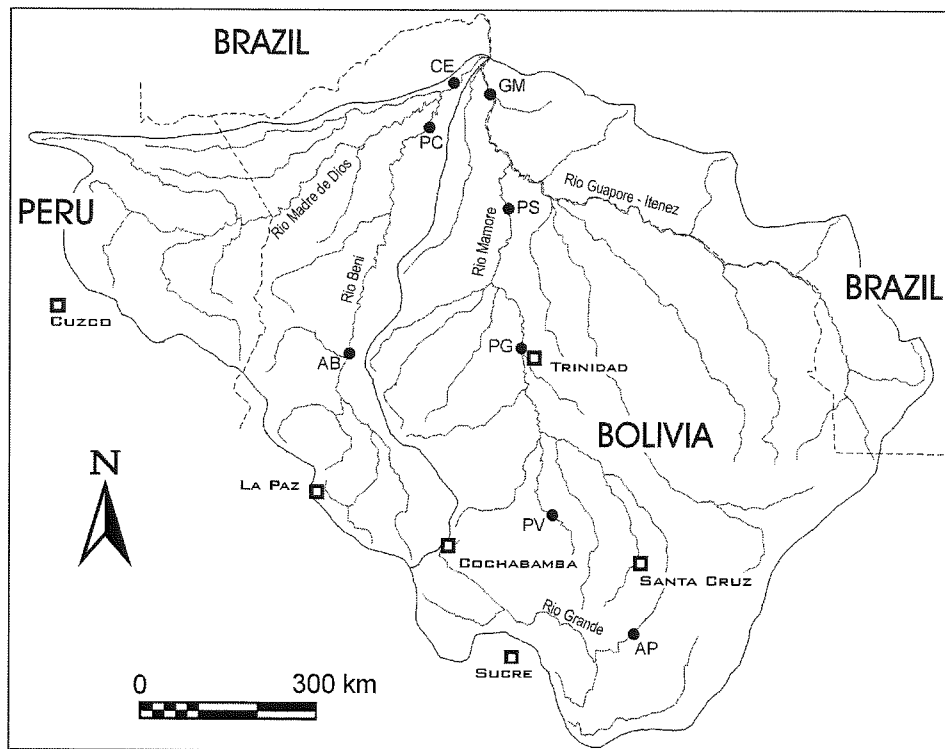 BRAZIL
CE
GM
PC
Rio Madre de Dios
Rio Guapore - Itenez
PERU
PS
Rio Mamore
Rio Beni
BRAZIL
CUZCO
AB
PG
TRINIDAD
BOLIVIA
N
LA PAZ
PV
COCHABAMBA
SANTA CRUZ
Rio Grande
AP
SUCRE
0 300 km